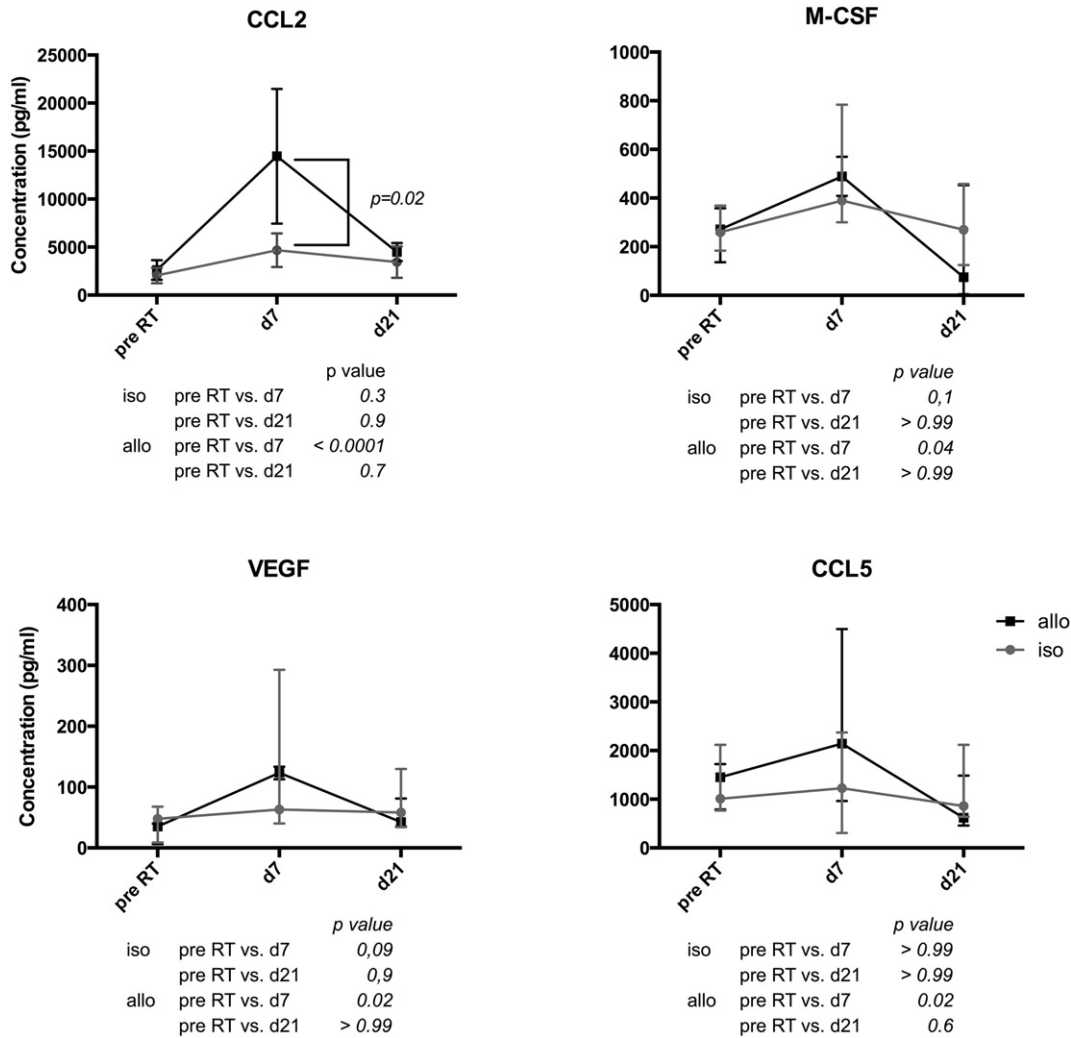 CCL2
Concentration (pg/ml)
25000
20000
15000
10000
5000
0
p=0.02
pre RT d7 d21
p value
iso pre RT vs. d7 0.3
pre RT vs. d21 0.9
allo pre RT vs. d7 < 0.0001
pre RT vs. d21 0.7
M-CSF
1000
800
600
400
200
0
pre RT d7 d21
p value
iso pre RT vs. d7 0,1
pre RT vs. d21 > 0.99
allo pre RT vs. d7 0.04
pre RT vs. d21 > 0.99
VEGF
Concentration (pg/ml)
400
300
200
100
0
pre RT d7 d21
p value
iso pre RT vs. d7 0,09
pre RT vs. d21 0,9
allo pre RT vs. d7 0.02
pre RT vs. d21 > 0.99
CCL5
5000
4000
3000
2000
1000
0
pre RT d7 d21
allo
iso
p value
iso pre RT vs. d7 > 0.99
pre RT vs. d21 > 0.99
allo pre RT vs. d7 0.02
pre RT vs. d21 0.6